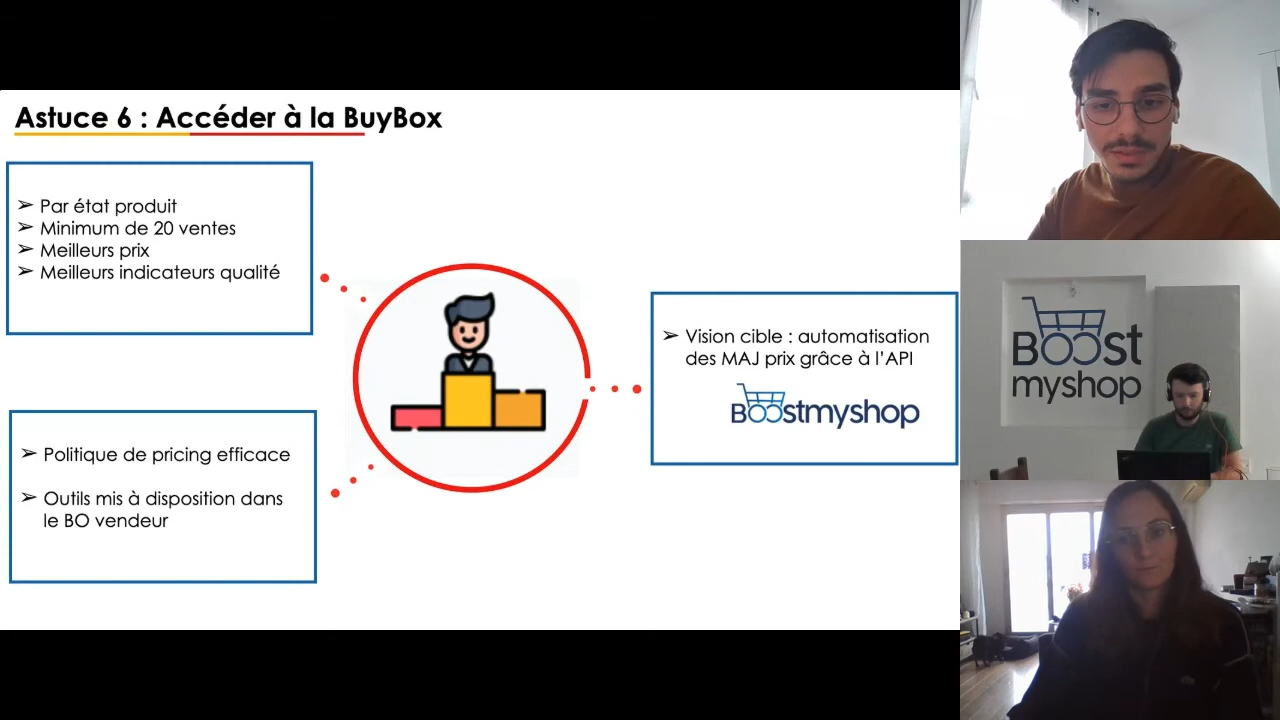 Astuce 6 : Accéder à la BuyBox
➢ Par état produit
➢ Minimum de 20 ventes
➢ Meilleurs prix
➢ Meilleurs indicateurs qualité
➢ Politique de pricing efficace
➢ Outils mis à disposition dans
le BO vendeur
➢ Vision cible : automatisation
des MAJ prix grâce à l'API
Boostmyshop
Boost
myshop